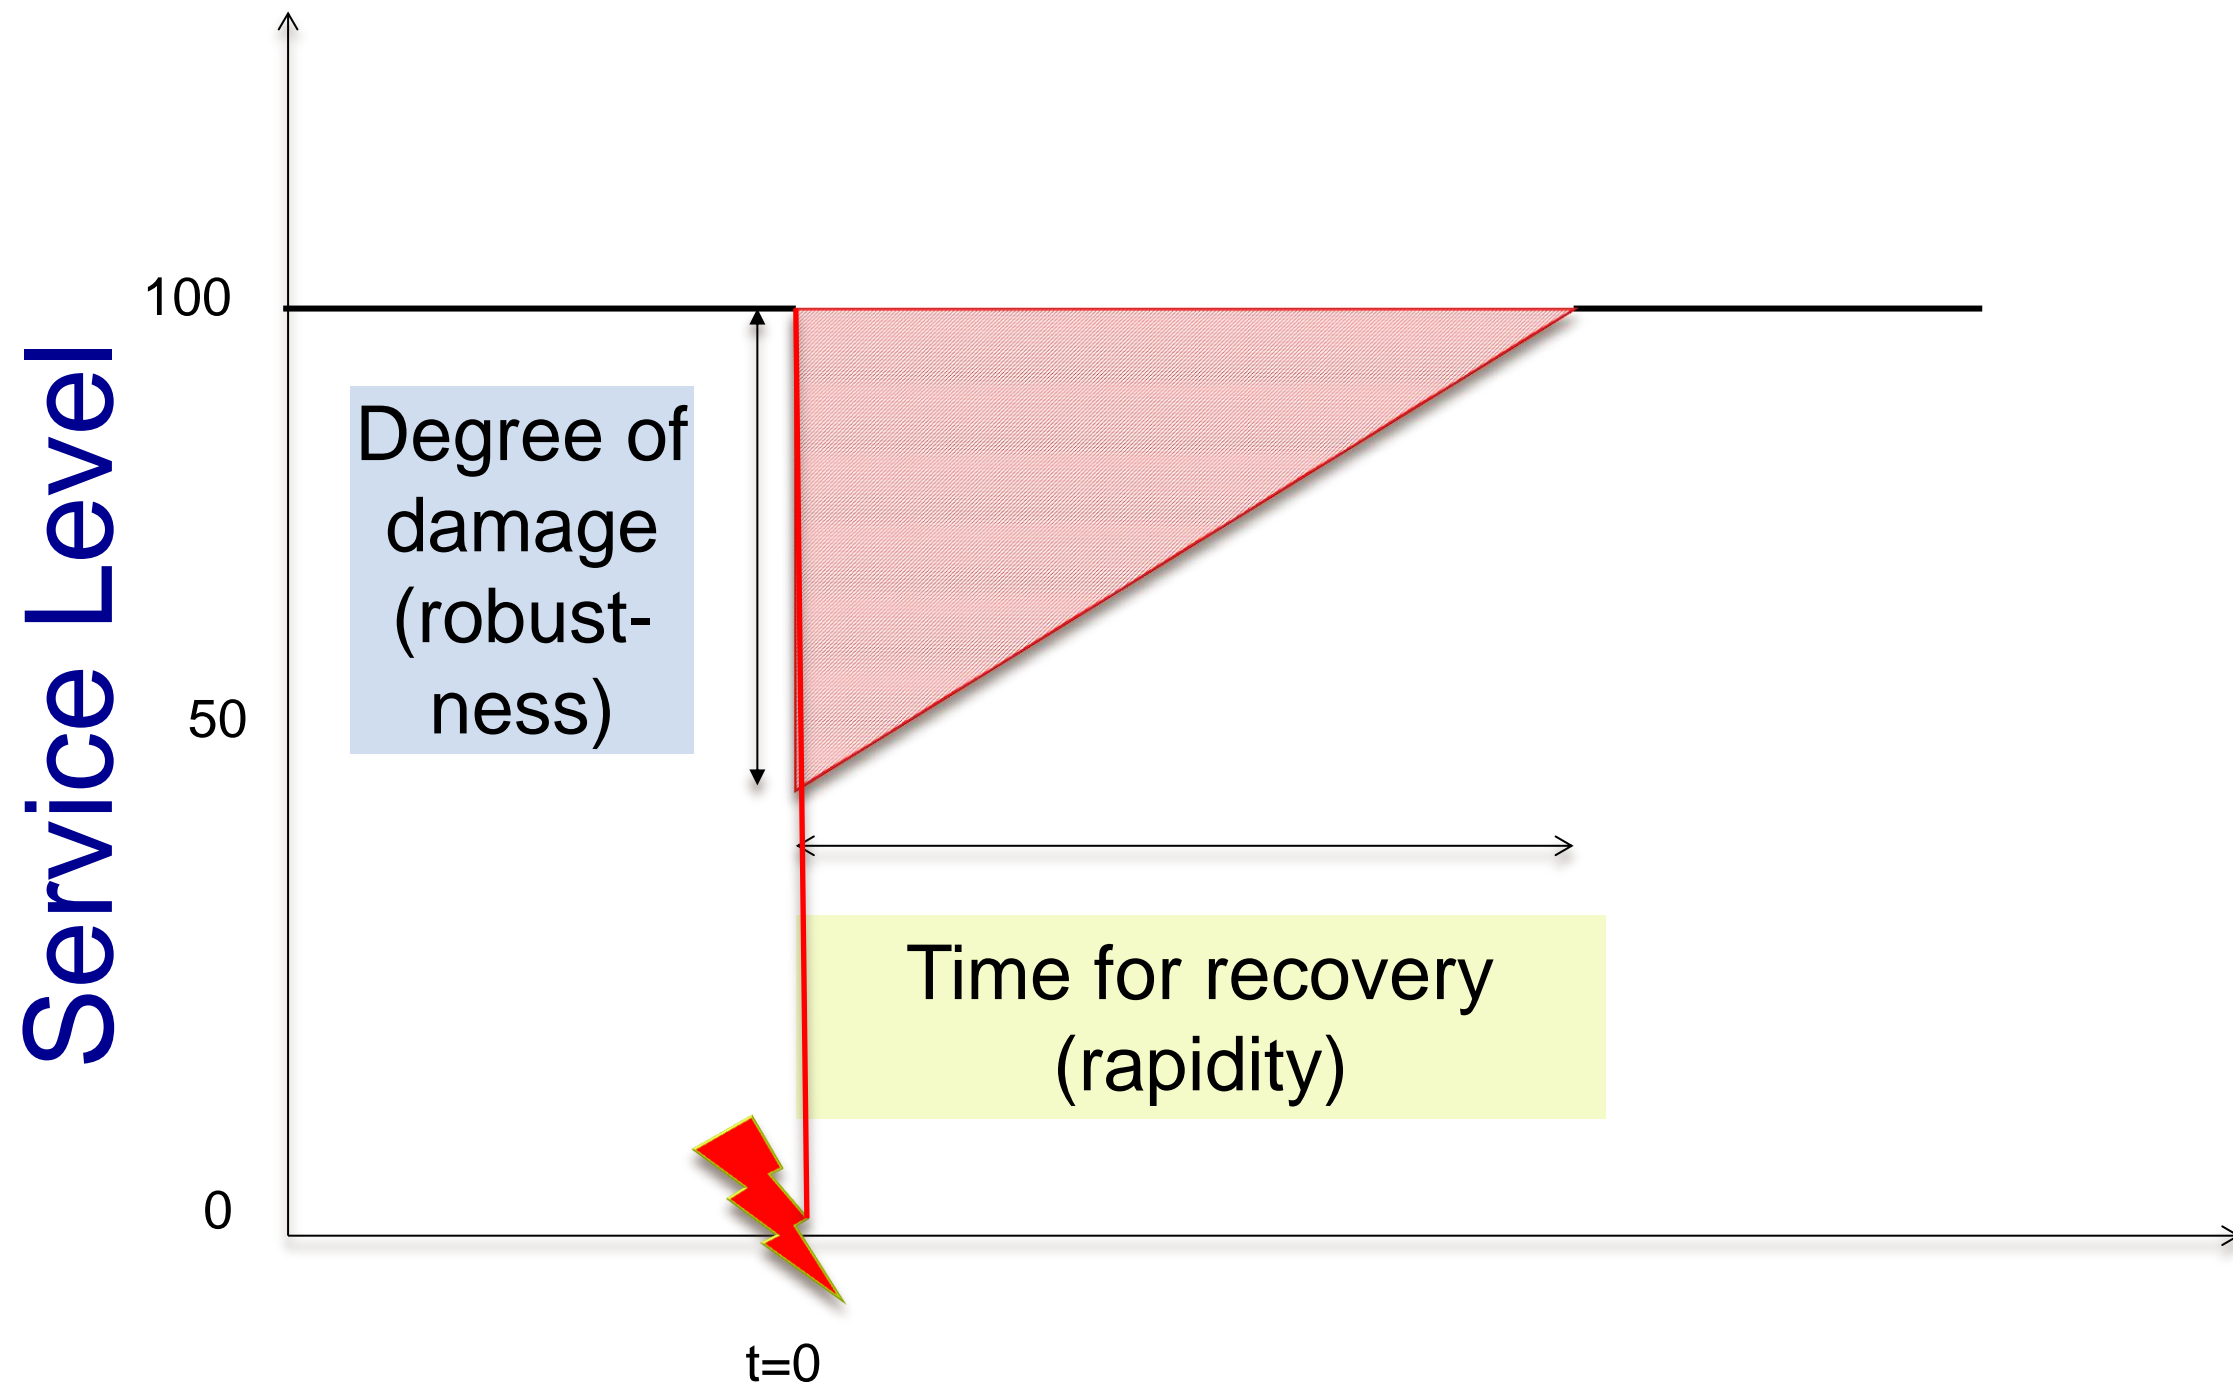 Service Level
100
50
0
Degree of
damage
(robust-
ness)
Time for recovery
(rapidity)
t=0